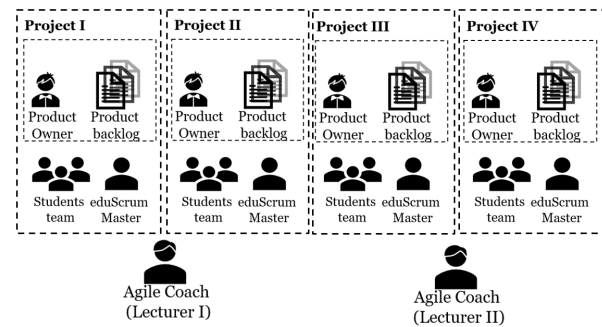 Project I
Product Owner
Product backlog
Students team
eduScrum Master
Project II
Product Owner
Product backlog
Students team
eduScrum Master
Project III
Product Owner
Product backlog
Students team
eduScrum Master
Project IV
Product Owner
Product backlog
Students team
eduScrum Master
Agile Coach
(Lecturer I)
Agile Coach
(Lecturer II)